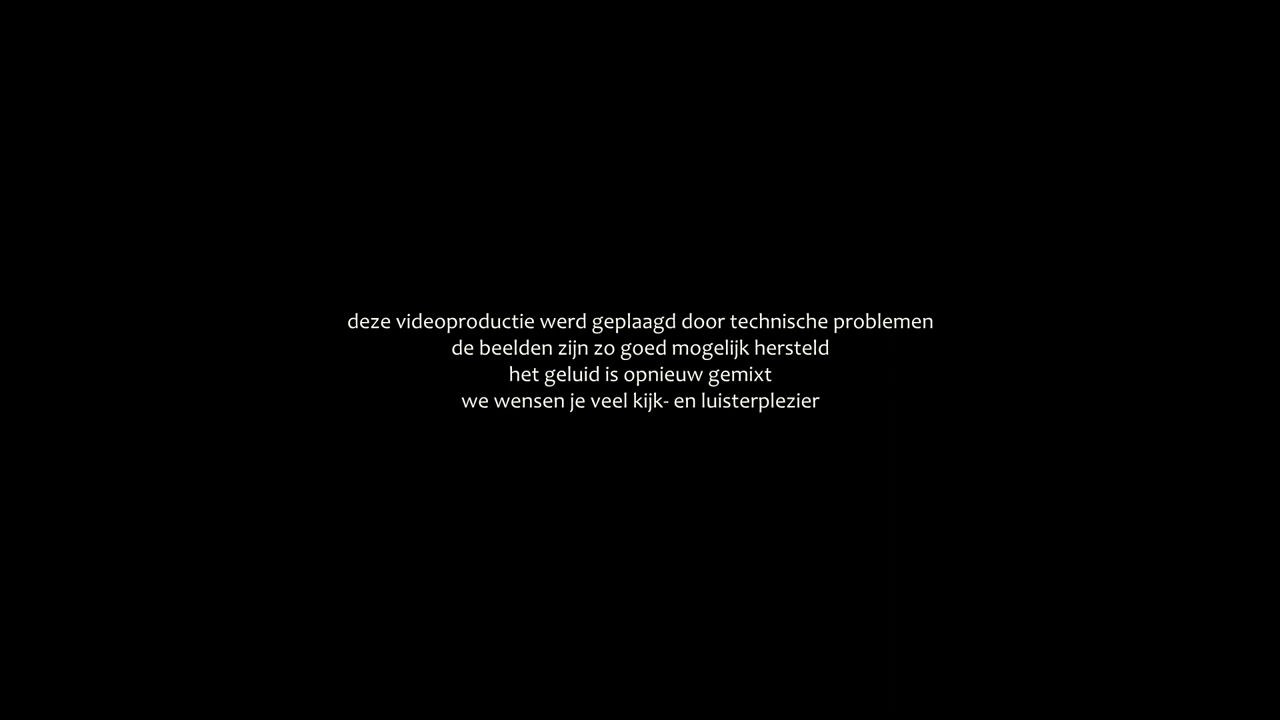 deze videoproductie werd geplaagd door technische problemen
de beelden zijn zo goed mogelijk hersteld
het geluid is opnieuw gemixt
we wensen je veel kijk- en luisterplezier